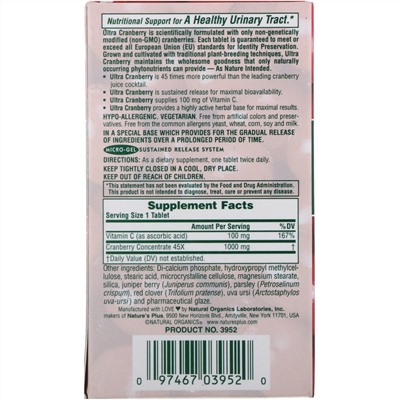 Nutritional Support for A Healthy Urinary Tract.*
Ultra Cranberry is scientifically formulated with only non-genetically
modified (non-GMO) cranberries. Each tablet is guaranteed to meet or
exceed all European Union (EU) standards for Identity Preservation.
Grown and cultivated with traditional plant-breeding techniques, Ultra
Cranberry maintains the wholesome goodness that only naturally
occurring phytonutrients can provide — As Nature Intended.
• Ultra Cranberry is 45 times more powerful than the leading cranberry
juice cocktail.
• Ultra Cranberry is sustained release for maximal bioavailability.
• Ultra Cranberry supplies 100 mg of Vitamin C.
• Ultra Cranberry provides a highly active herbal base for maximal results.
HYPO-ALLERGENIC. VEGETARIAN. Free from artificial colors and preser-
vatives. Free from the common allergens yeast, wheat, corn, soy and milk.
IN A SPECIAL BASE WHICH PROVIDES FOR THE GRADUAL RELEASE
OF INGREDIENTS OVER A PROLONGED PERIOD OF TIME.
MICRO-GEL SUSTAINED RELEASE SYSTEM
DIRECTIONS: As a dietary supplement, one tablet twice daily.
KEEP TIGHTLY CLOSED IN A COOL, DRY PLACE.
KEEP OUT OF REACH OF CHILDREN.
*This statement has not been evaluated by the Food and Drug Administration.
This product is not intended to diagnose, treat, cure or prevent any disease.
Supplement Facts
Serving Size 1 Tablet
Amount Per Serving %DV
Vitamin C (as ascorbic acid) 100 mg 167%
Cranberry Concentrate 45X 1000 mg †
†Daily Value (DV) not established.
Other ingredients: Di-calcium phosphate, hydroxypropyl methylcel-
lulose, stearic acid, microcrystalline cellulose, magnesium stearate,
silica, juniper berry (Juniperus communis), parsley (Petroselinum
crispum), red clover (Trifolium pratense), uva ursi (Arctostaphylos
uva-ursi) and pharmaceutical glaze.
Manufactured with LOVE ♥ by Natural Organics Laboratories, Inc.
makers of Nature's Plus, 9500 New Horizons Blvd., Amityville, New York 11701, USA
©NATURAL ORGANICS® www.naturesplus.com
PRODUCT NO. 3952
0 97467 03952 0